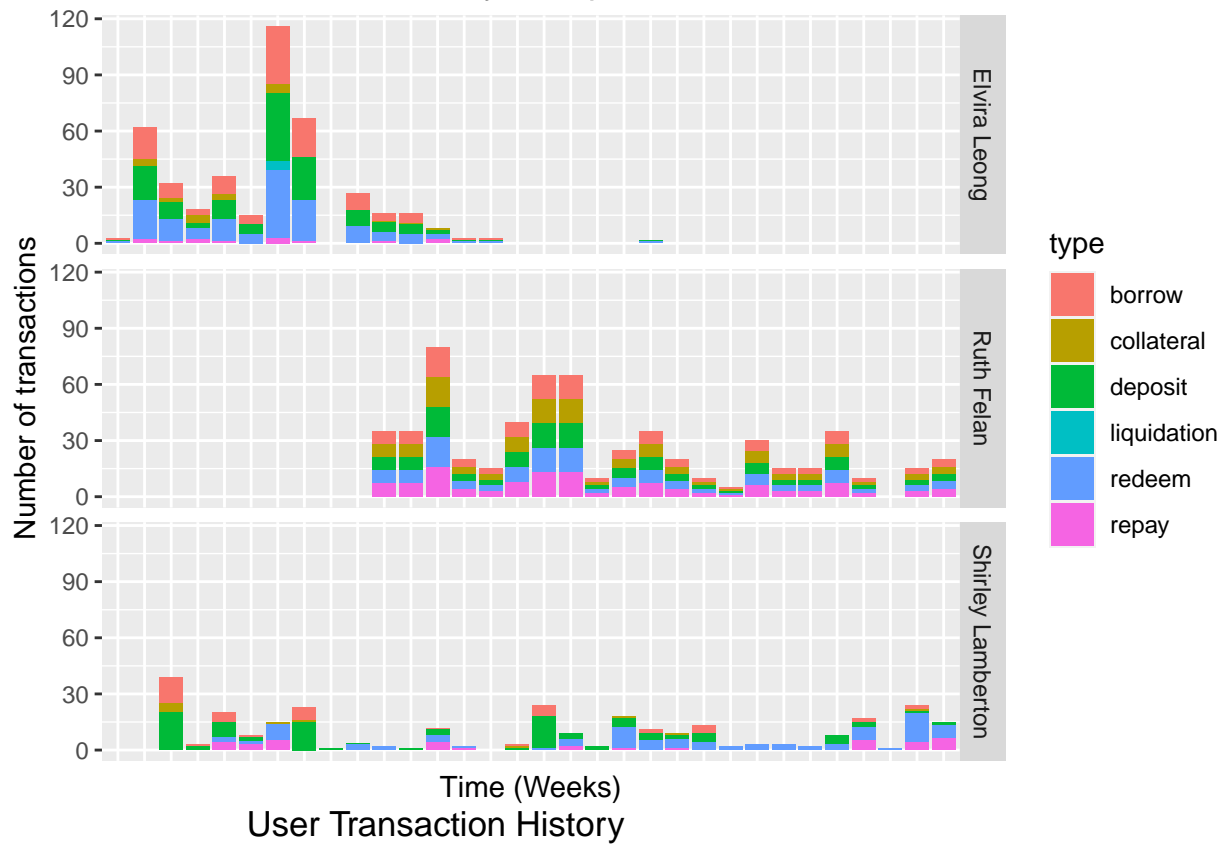 120
90
60
30
0
Elvira Leong
120
90
60
30
0
Ruth Felan
120
90
60
30
0
Shirley Lamberton
Number of transactions
Time (Weeks)
User Transaction History
type
borrow
collateral
deposit
liquidation
redeem
repay